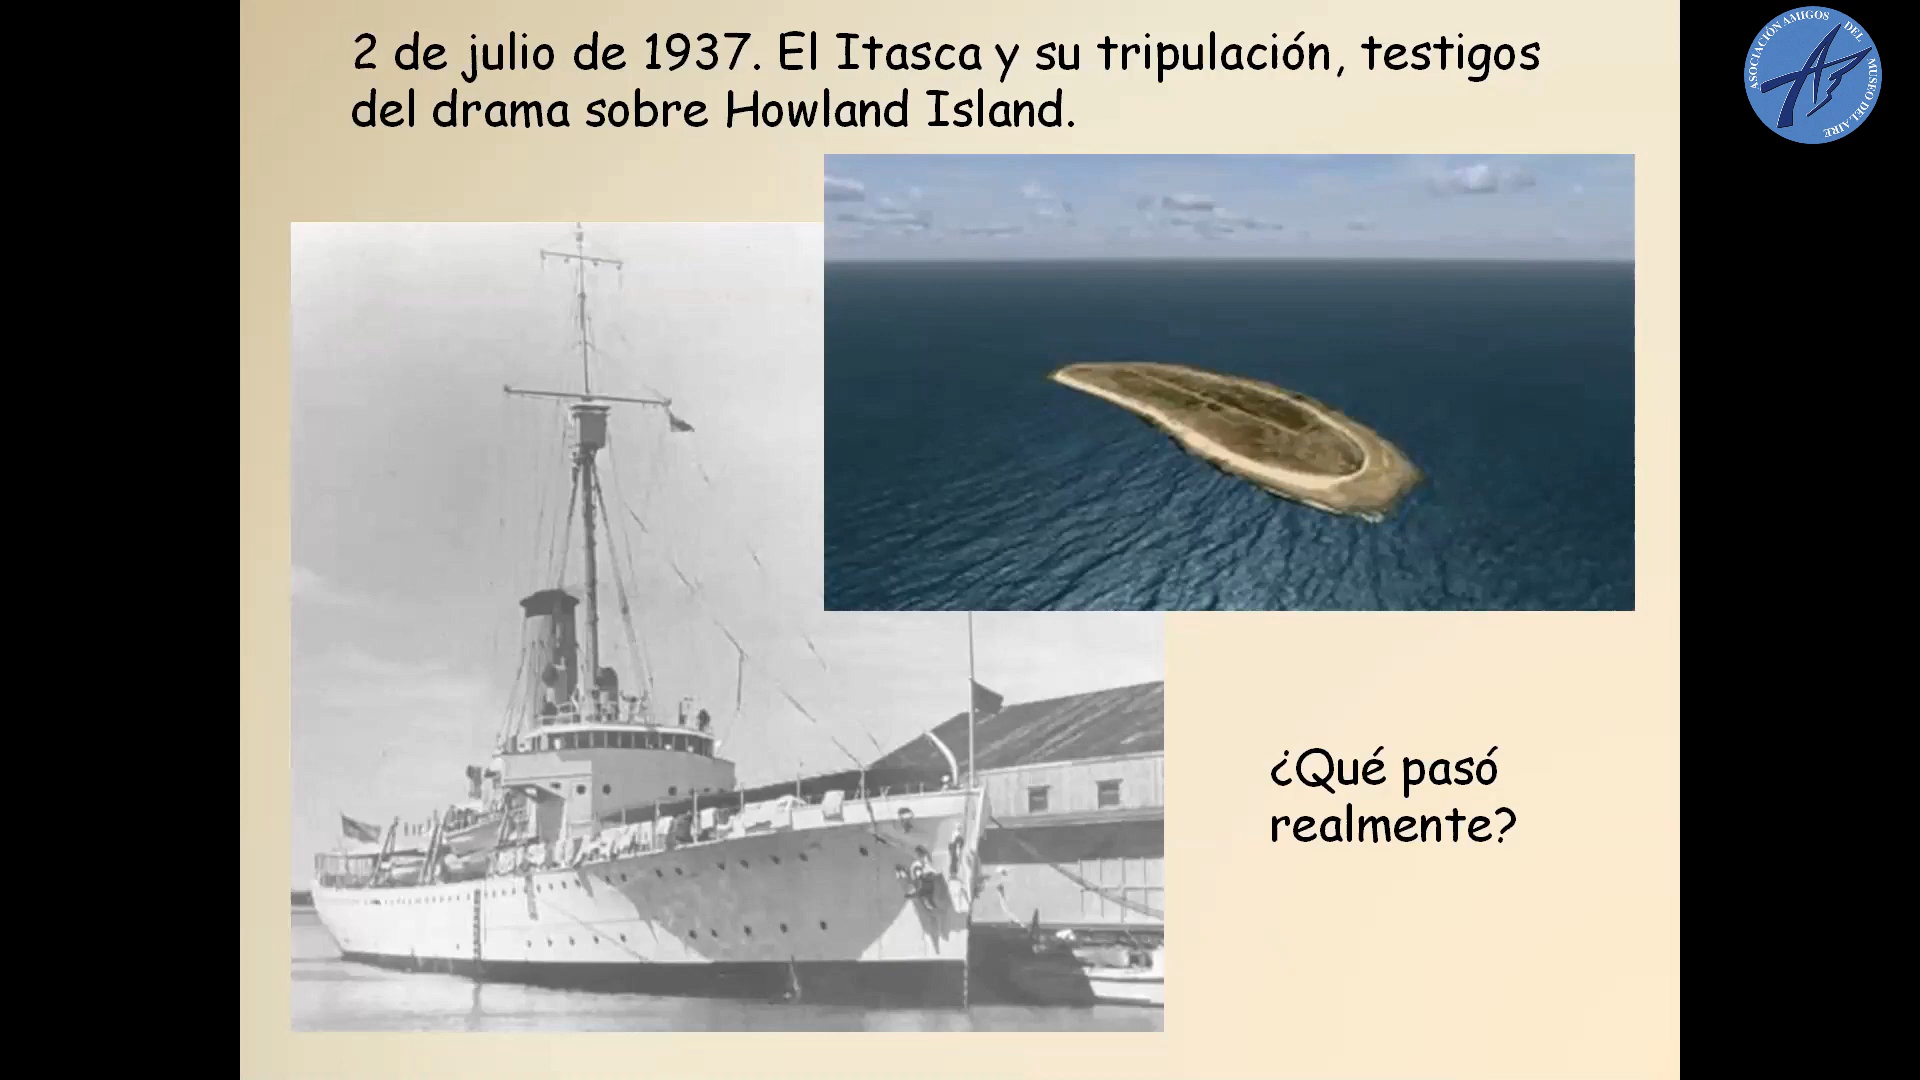 2 de julio de 1937. El Itasca y su tripulación, testigos
del drama sobre Howland Island.
ASOCIACIÓN AMIGOS DEL MUSEO DEL AIRE
¿Qué pasó
realmente?